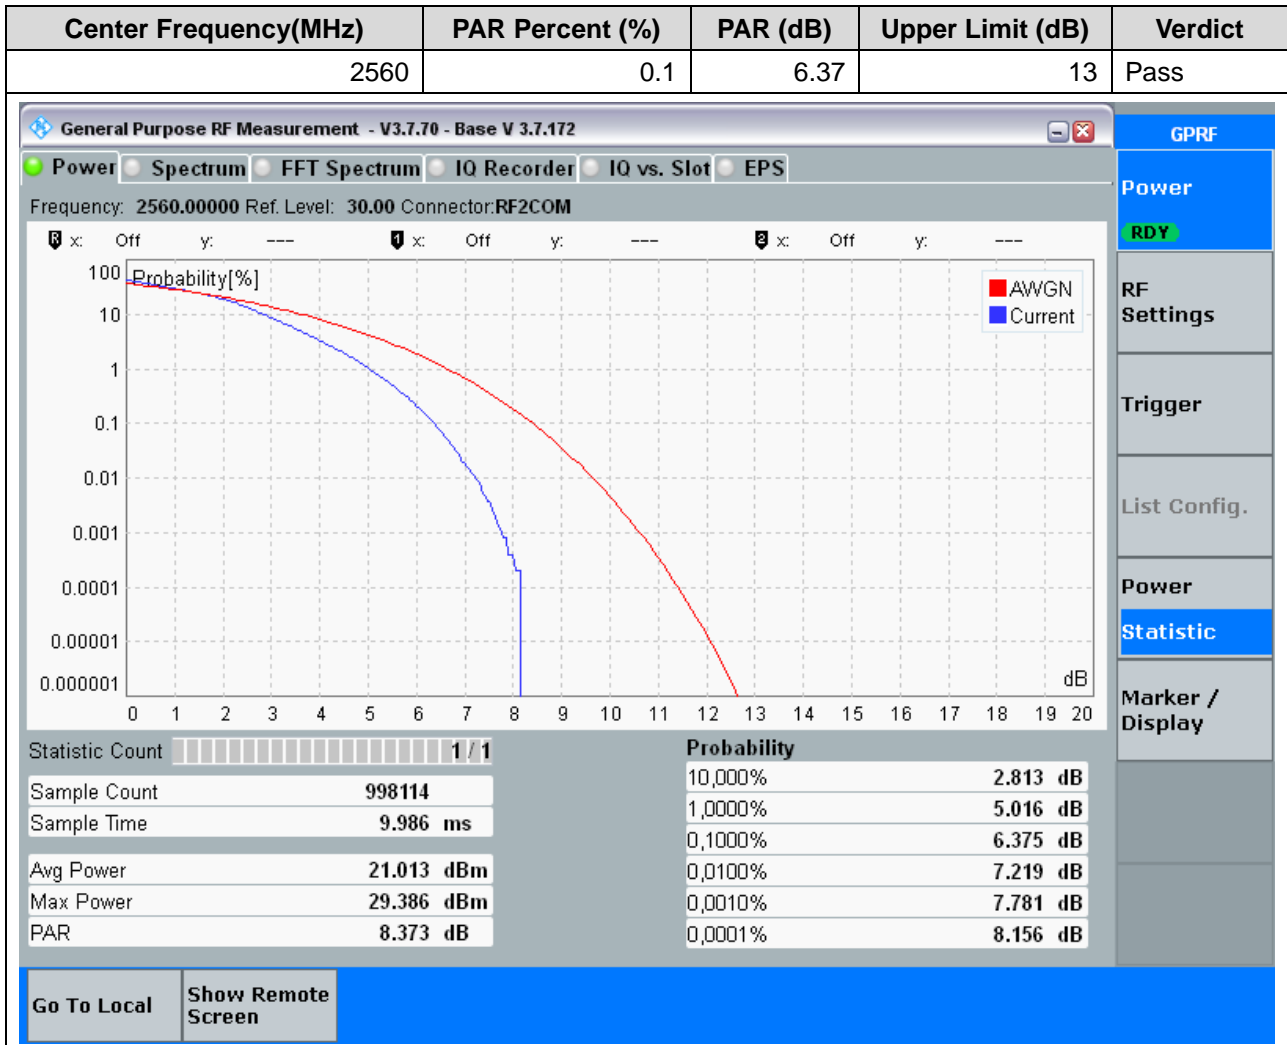 Center Frequency(MHz) PAR Percent (%) PAR (dB) Upper Limit (dB) Verdict
2560 0.1 6.37 13 Pass
General Purpose RF Measurement - V3.7.70 - Base V 3.7.172
GPRF
Power Spectrum FFT Spectrum IQ Recorder IQ vs. Slot EPS
Frequency: 2560.00000 Ref. Level: 30.00 Connector:RF2COM
R x: Off y: --- 1 x: Off y: --- 2 x: Off y: ---
Power
RDY
RF
Settings
Trigger
List Config.
Power
Statistic
Marker /
Display
Probability[%]
AWGN
Current
100
10
1
0.1
0.01
0.001
0.0001
0.00001
0.000001
dB
0 1 2 3 4 5 6 7 8 9 10 11 12 13 14 15 16 17 18 19 20
Statistic Count 1 / 1
Sample Count 998114
Sample Time 9.986 ms
Avg Power 21.013 dBm
Max Power 29.386 dBm
PAR 8.373 dB
Probability
10,000% 2.813 dB
1,0000% 5.016 dB
0,1000% 6.375 dB
0,0100% 7.219 dB
0,0010% 7.781 dB
0,0001% 8.156 dB
Go To Local
Show Remote
Screen